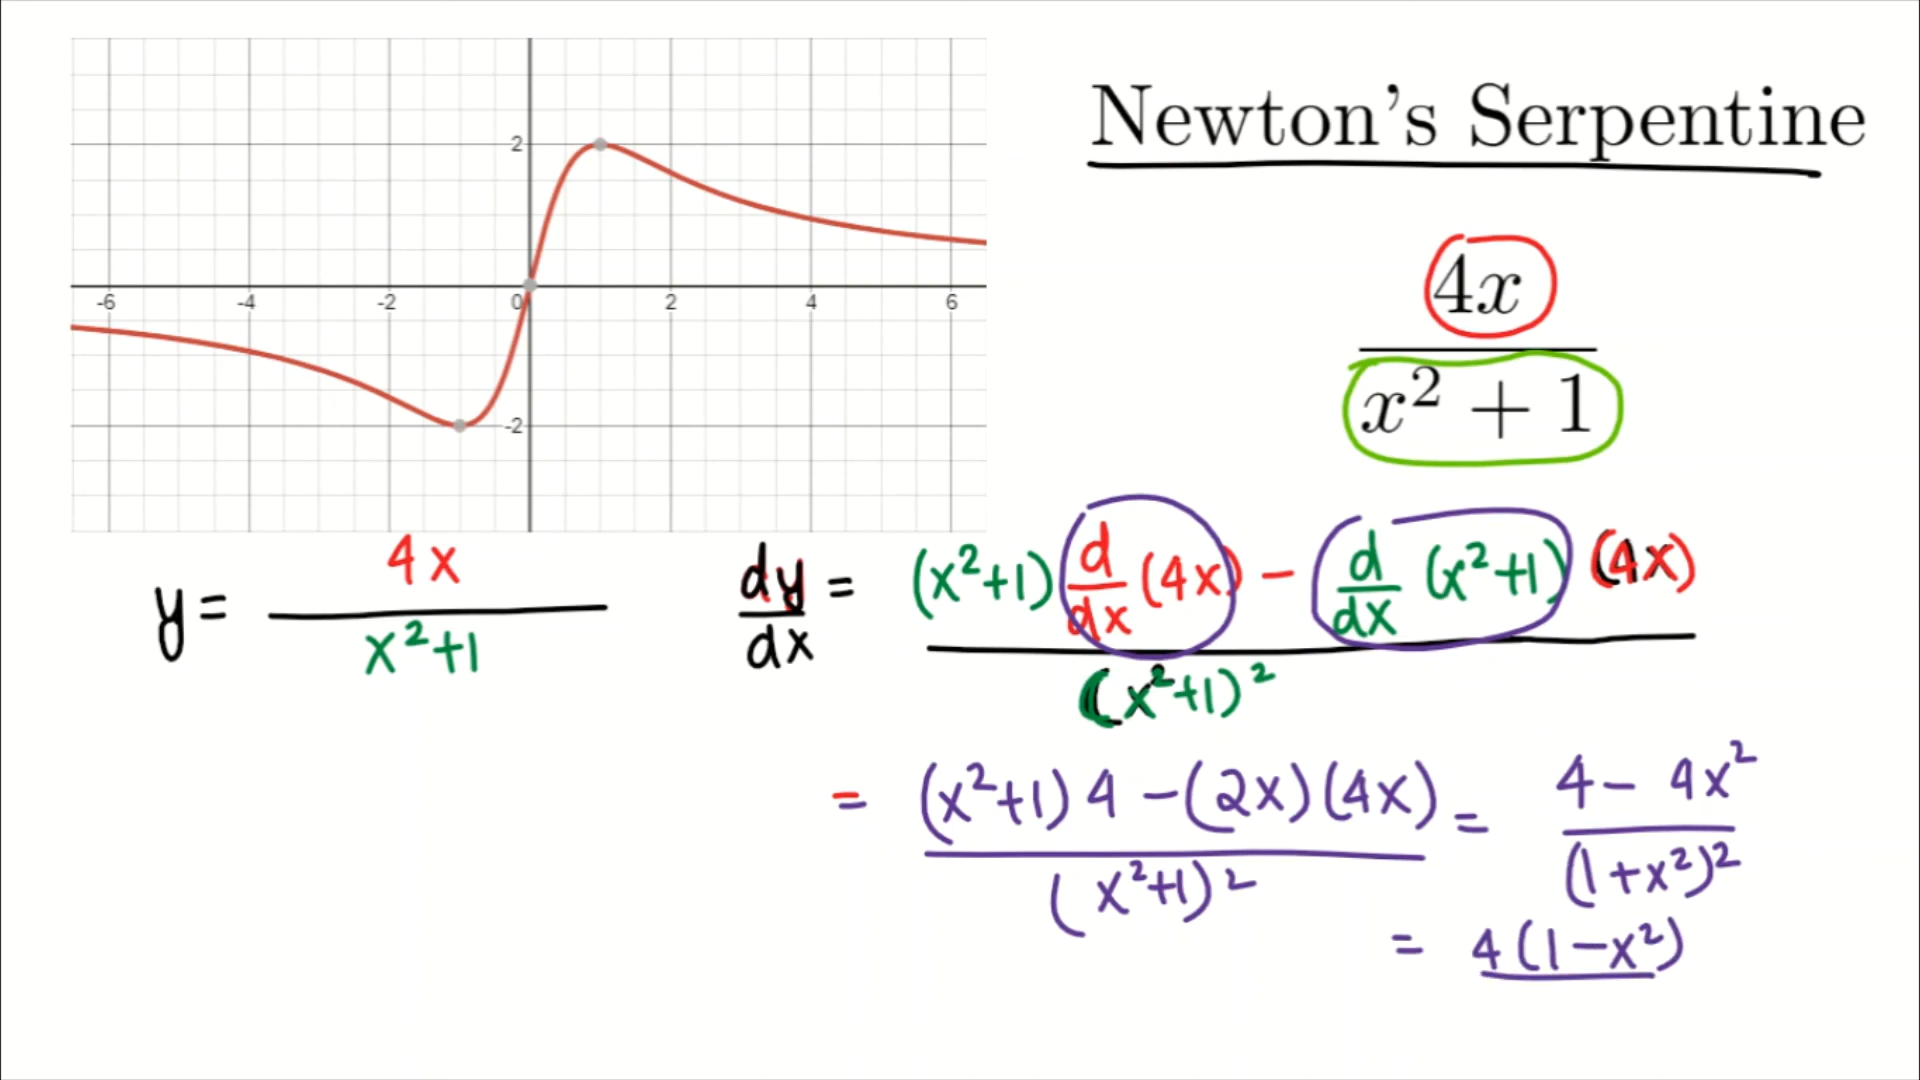 Newton's Serpentine
4x
x² + 1
2
-6 -4 -2 0 2 4 6
-2
y = 4x / x²+1
dy/dx = (x²+1) d/dx (4x) - d/dx (x²+1) (4x) / (x²+1)²
= (x²+1) 4 - (2x)(4x) / (x²+1)² = 4 - 4x² / (1+x²)²
= 4(1-x²)